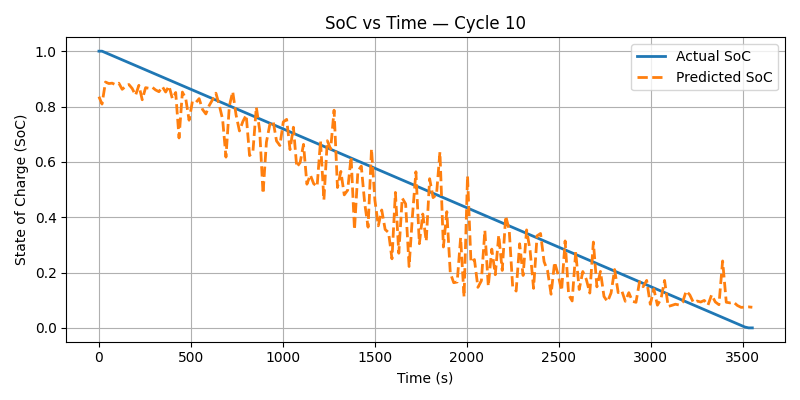 SoC vs Time — Cycle 10
Actual SoC
Predicted SoC
State of Charge (SoC)
1.0
0.8
0.6
0.4
0.2
0.0
0 500 1000 1500 2000 2500 3000 3500
Time (s)